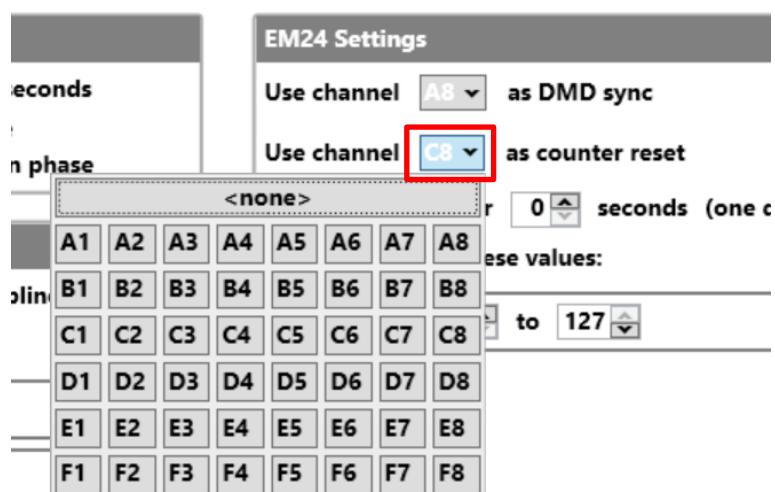 EM24 Settings
econds
Use channel A8 as DMD sync
n phase
Use channel C8 as counter reset
<none>
0 seconds (one
A1 A2 A3 A4 A5 A6 A7 A8
ese values:
B1 B2 B3 B4 B5 B6 B7 B8
C1 C2 C3 C4 C5 C6 C7 C8
to 127
D1 D2 D3 D4 D5 D6 D7 D8
E1 E2 E3 E4 E5 E6 E7 E8
F1 F2 F3 F4 F5 F6 F7 F8